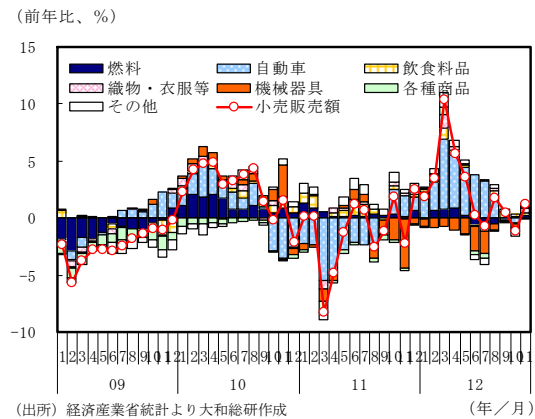 （前年比、%）
15
燃料 自動車 飲食料品
織物・衣服等 機械器具 各種商品
その他 小売販売額
10
5
0
−5
−10
1 2 3 4 5 6 7 8 9 10 11 12 1 2 3 4 5 6 7 8 9 10 11 12 1 2 3 4 5 6 7 8 9 10 11 12 1 2 3 4 5 6 7 8 9 10 11
09 10 11 12
（出所）経済産業省統計より大和総研作成 （年／月）